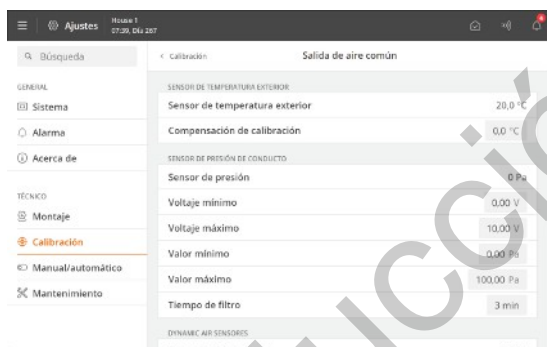 Ajustes
House 1
07:39, Día 267
Búsqueda
< Calibración
Salida de aire común
GENERAL
Sistema
Alarma
Acerca de
TÉCNICO
Montaje
Calibración
Manual/automático
Mantenimiento
SENSOR DE TEMPERATURA EXTERIOR
Sensor de temperatura exterior 20,0 °C
Compensación de calibración 0,0 °C
SENSOR DE PRESIÓN DE CONDUCTO
Sensor de presión 0 Pa
Voltaje mínimo 0,00 V
Voltaje máximo 10,00 V
Valor mínimo 0,00 Pa
Valor máximo 100,00 Pa
Tiempo de filtro 3 min
DYNAMIC AIR SENSORES